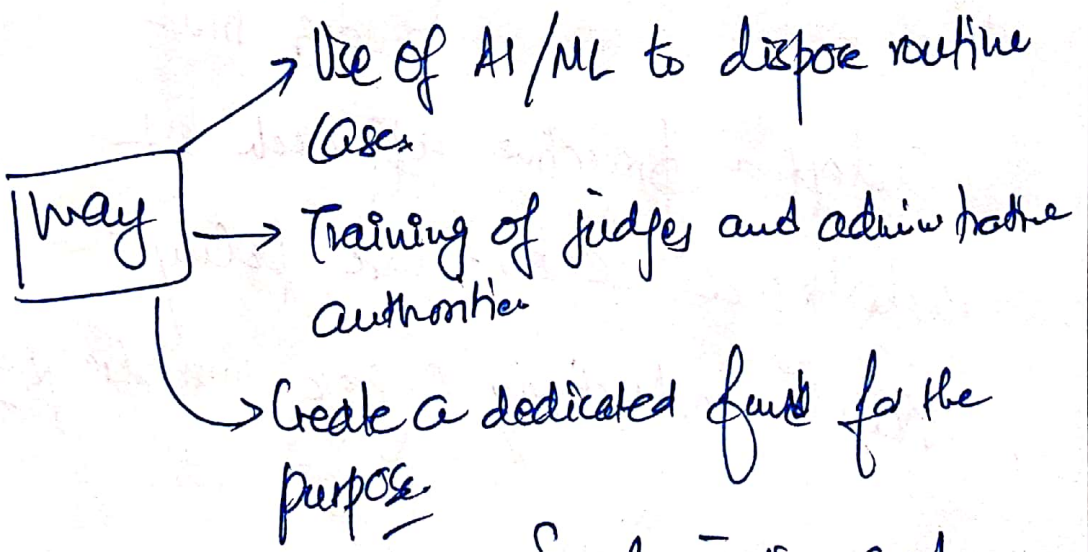 Use of AI/ML to dispose routine
Cases
Way
Training of judges and administrative
authorities
Create a dedicated fund for the
purpose